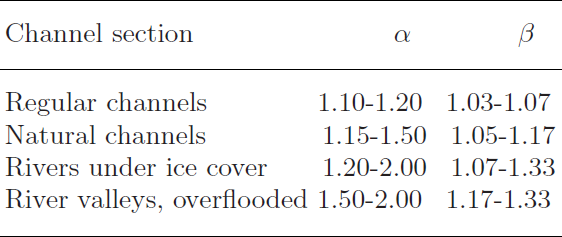 Channel section α β
Regular channels 1.10-1.20 1.03-1.07
Natural channels 1.15-1.50 1.05-1.17
Rivers under ice cover 1.20-2.00 1.07-1.33
River valleys, overflooded 1.50-2.00 1.17-1.33